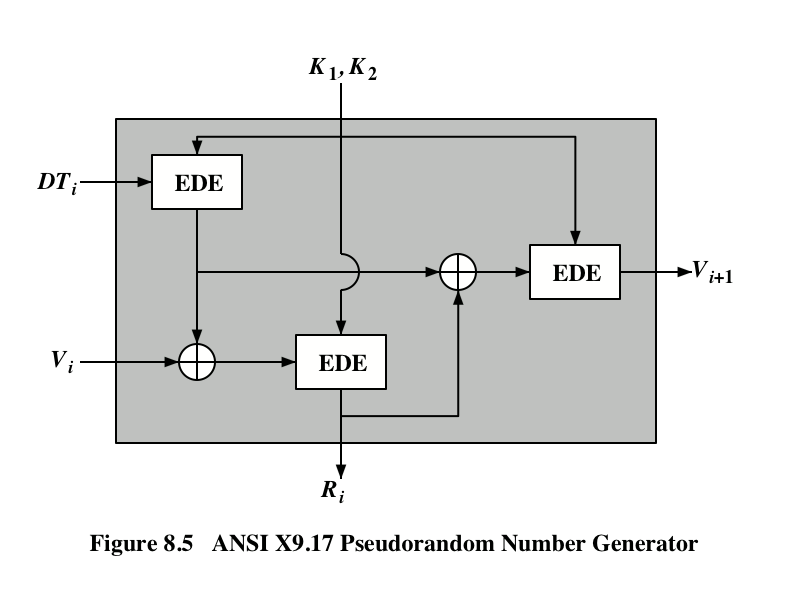 K1, K2
DTi
EDE
EDE
Vi+1
Vi
EDE
Ri
Figure 8.5 ANSI X9.17 Pseudorandom Number Generator